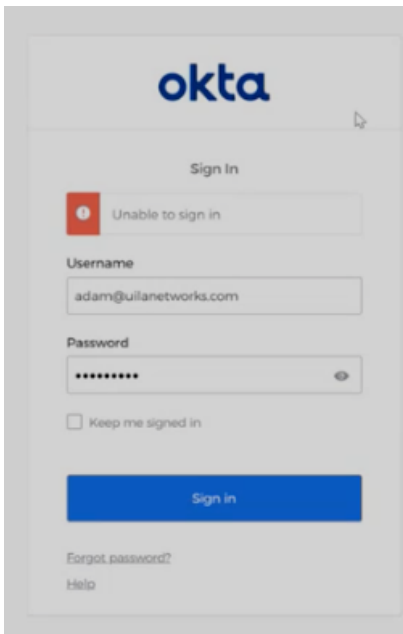 okta
Sign In
Unable to sign in
Username
adam@uilanetworks.com
Password
•••••••••
Keep me signed in
Sign in
Forgot password?
Help